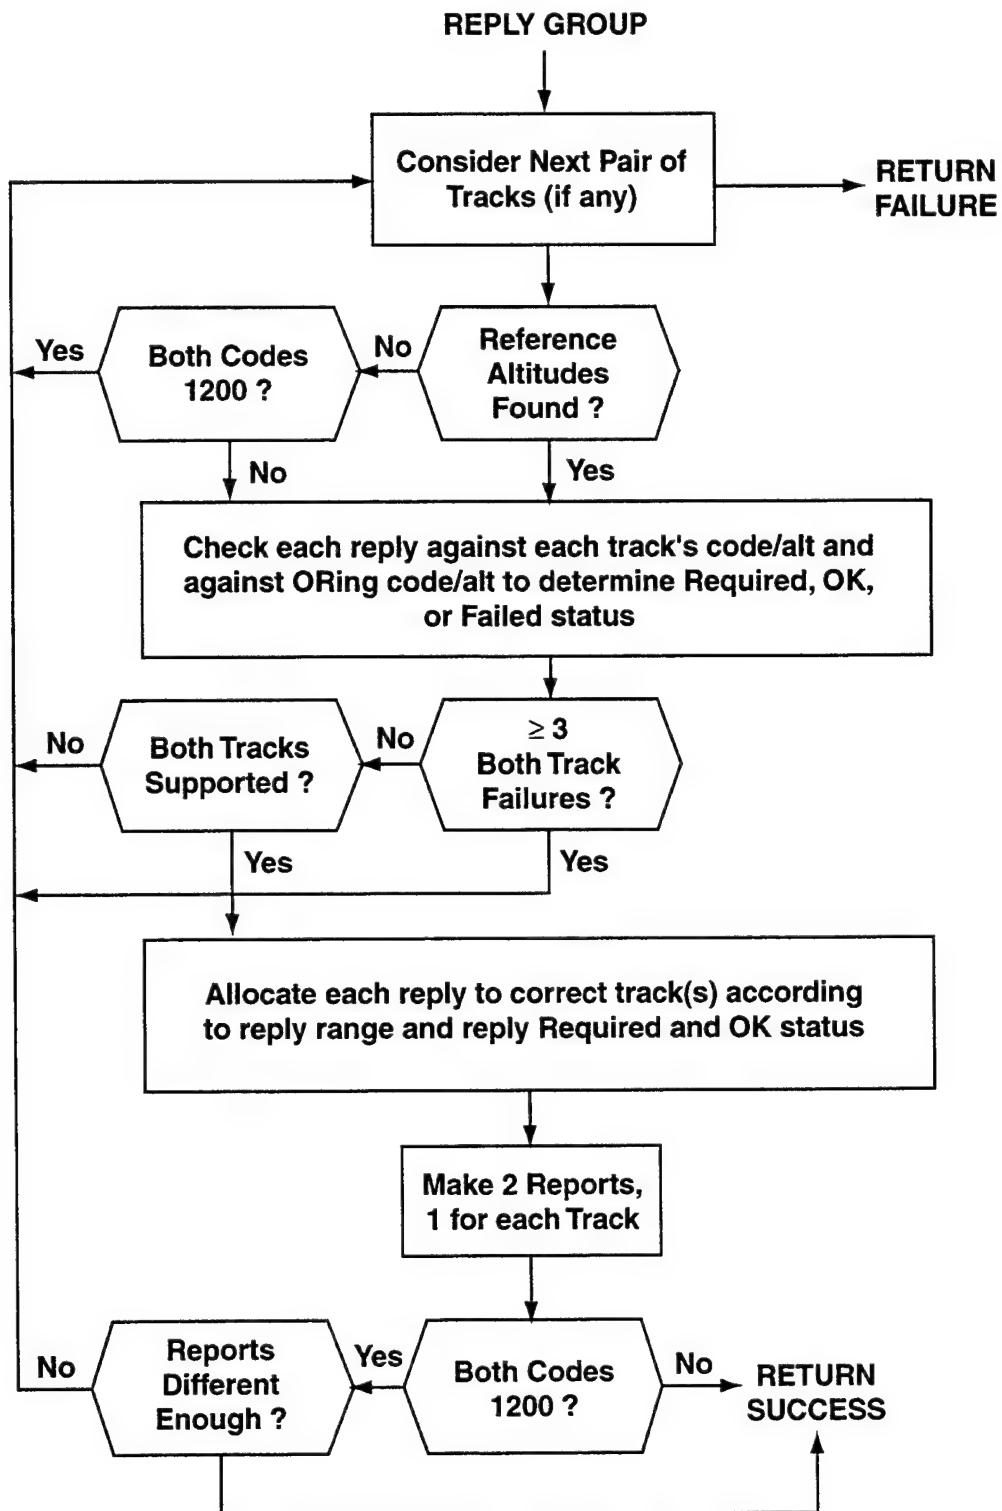 REPLY GROUP
Consider Next Pair of
Tracks (if any)
RETURN
FAILURE
Yes
Both Codes
1200 ?
No
Reference
Altitudes
Found ?
No
Yes
Check each reply against each track's code/alt and
against ORing code/alt to determine Required, OK,
or Failed status
No
Both Tracks
Supported ?
No
≥ 3
Both Track
Failures ?
Yes
Yes
Allocate each reply to correct track(s) according
to reply range and reply Required and OK status
Make 2 Reports,
1 for each Track
No
Reports
Different
Enough ?
Yes
Both Codes
1200 ?
No
RETURN
SUCCESS